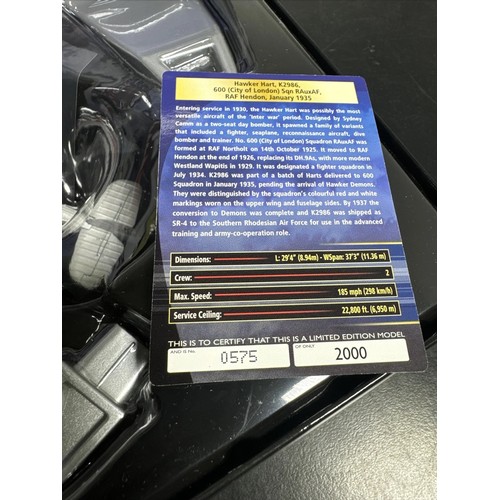 Hawker Hart, K2986,
600 (City of London) Sqn RAuxAF,
RAF Hendon, January 1935
Entering service in 1930, the Hawker Hart was possibly the most
versatile aircraft of the 'inter war' period. Designed by Sydney
Camm as a two-seat day bomber, it spawned a family of variants
that included a fighter, seaplane, reconnaissance aircraft, dive
bomber and trainer. No. 600 (City of London) Squadron RAuxAF was
formed at RAF Northolt on 14th October 1925. It moved to RAF
Hendon at the end of 1926, replacing its DH.9As, with more modern
Westland Wapitis in 1929. It was designated a fighter squadron in
July 1934. K2986 was part of a batch of Harts delivered to 600
Squadron in January 1935, pending the arrival of Hawker Demons.
They were distinguished by the squadron's colourful red and white
markings worn on the upper wing and fuselage sides. By 1937 the
conversion to Demons was complete and K2986 was shipped as
SR-4 to the Southern Rhodesian Air Force for use in the advanced
training and army-co-operation role.
Dimensions: L: 29'4" (8.94m) - WSpan: 37'3" (11.36 m)
Crew: 2
Max. Speed: 185 mph (298 km/h)
Service Ceiling: 22,800 ft. (6,950 m)
THIS IS TO CERTIFY THAT THIS IS A LIMITED EDITION MODEL
AND IS No. 0575 OF ONLY 2000